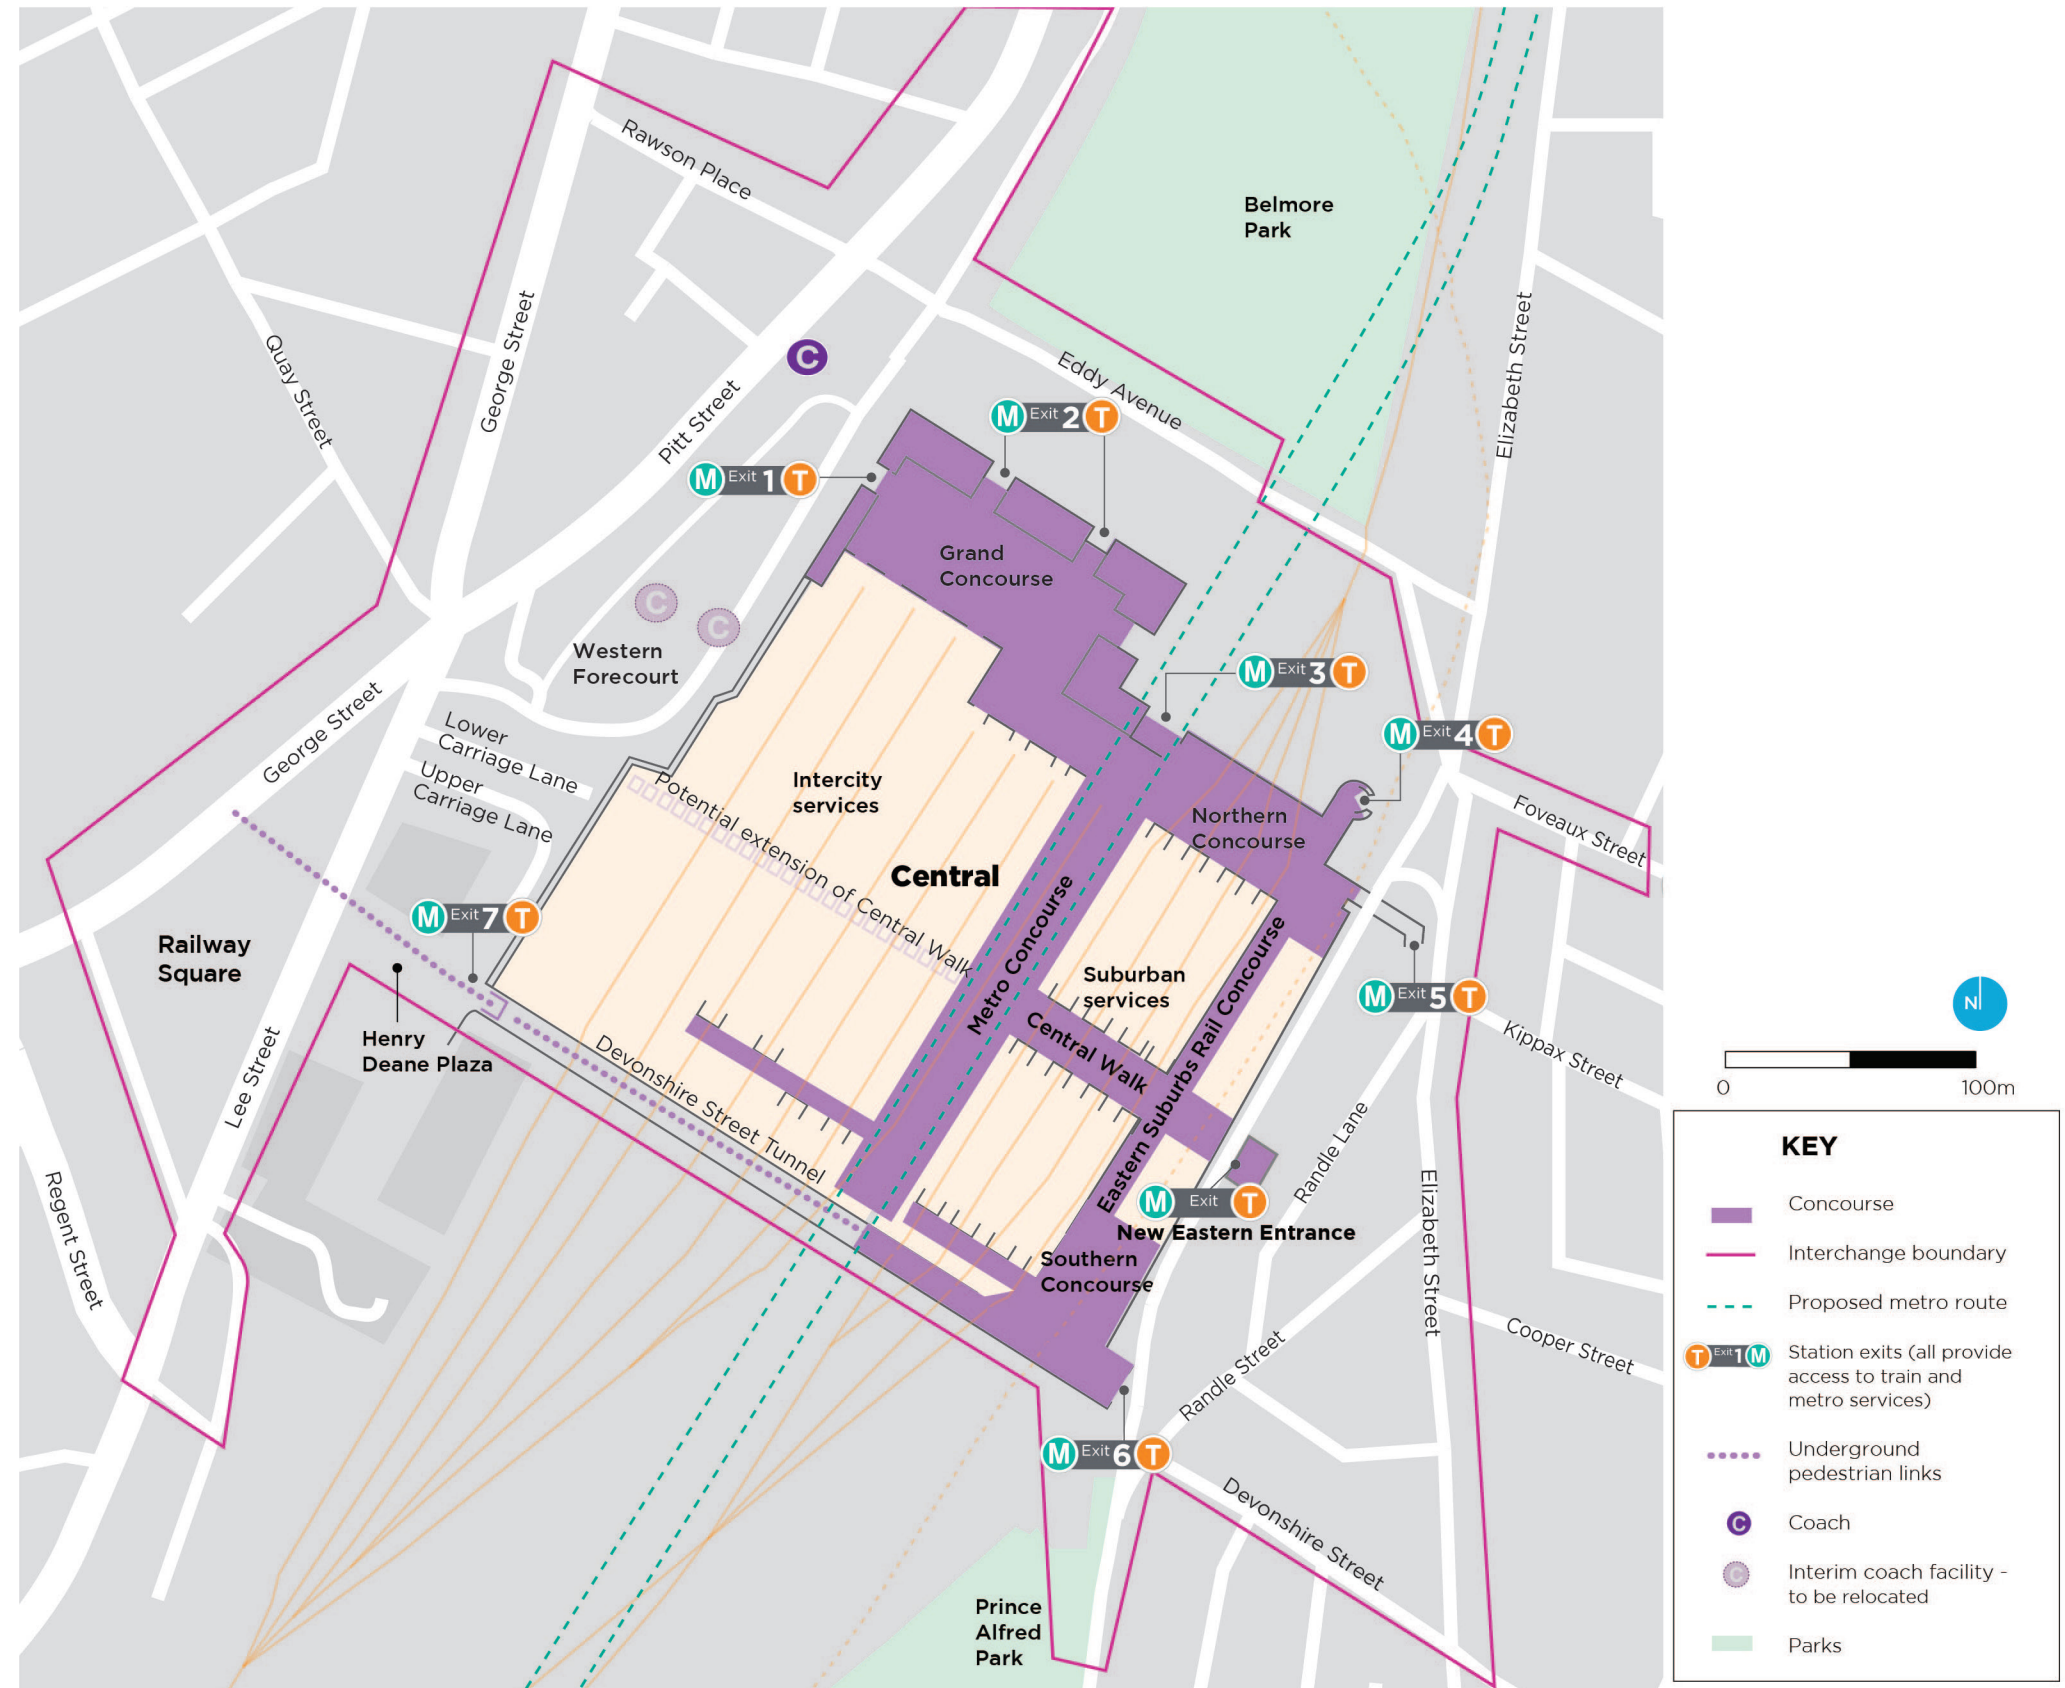 Rawson Place
Belmore
Park
Quay Street
George Street
Pitt Street
C
Eddy Avenue
Elizabeth Street
M Exit 2 T
M Exit 1 T
Grand
Concourse
C
C
Western
Forecourt
M Exit 3 T
M Exit 4 T
George Street
Lower
Carriage Lane
Upper
Carriage Lane
Intercity
services
Potential extension of Central Walk
Northern
Concourse
Foveaux Street
Central
Metro Concourse
M Exit 7 T
Railway
Square
Suburban
services
Eastern Suburbs Rail Concourse
M Exit 5 T
Central Walk
Kippax Street
Henry
Deane Plaza
Lee Street
Devonshire Street Tunnel
Randle Lane
Regent Street
M Exit T
New Eastern Entrance
Elizabeth Street
Southern
Concourse
Cooper Street
Randle Street
M Exit 6 T
Devonshire Street
Prince
Alfred
Park
N
0 100m
KEY
Concourse
Interchange boundary
Proposed metro route
T Exit 1 M Station exits (all provide
access to train and
metro services)
Underground
pedestrian links
C Coach
C Interim coach facility -
to be relocated
Parks